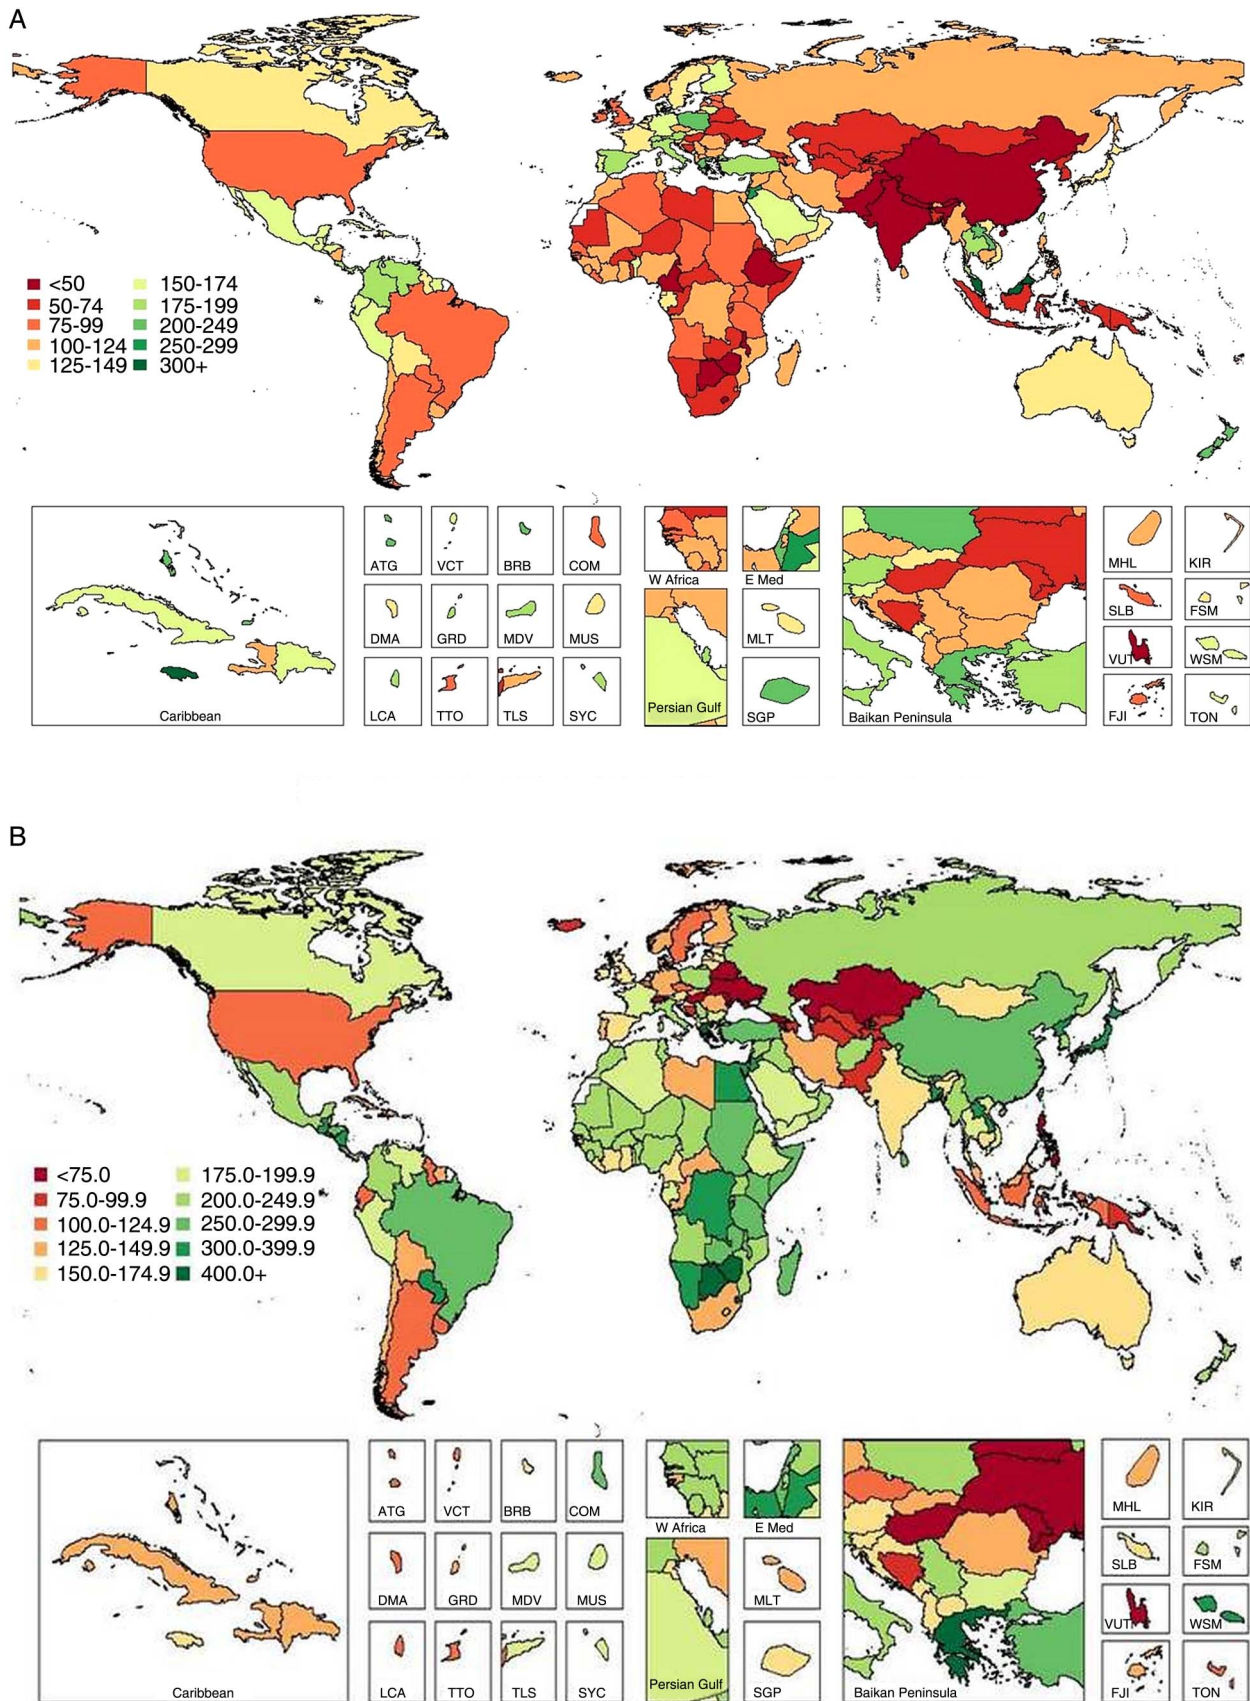 A
<50
50-74
75-99
100-124
125-149
150-174
175-199
200-249
250-299
300+
Caribbean
ATG
VCT
BRB
COM
DMA
GRD
MDV
MUS
LCA
TTO
TLS
SYC
W Africa
E Med
Persian Gulf
MLT
SGP
Baikan Peninsula
MHL
KIR
SLB
FSM
VUT
WSM
FJI
TON
B
<75.0
75.0-99.9
100.0-124.9
125.0-149.9
150.0-174.9
175.0-199.9
200.0-249.9
250.0-299.9
300.0-399.9
400.0+
Caribbean
ATG
VCT
BRB
COM
DMA
GRD
MDV
MUS
LCA
TTO
TLS
SYC
W Africa
E Med
Persian Gulf
MLT
SGP
Baikan Peninsula
MHL
KIR
SLB
FSM
VUT
WSM
FJI
TON